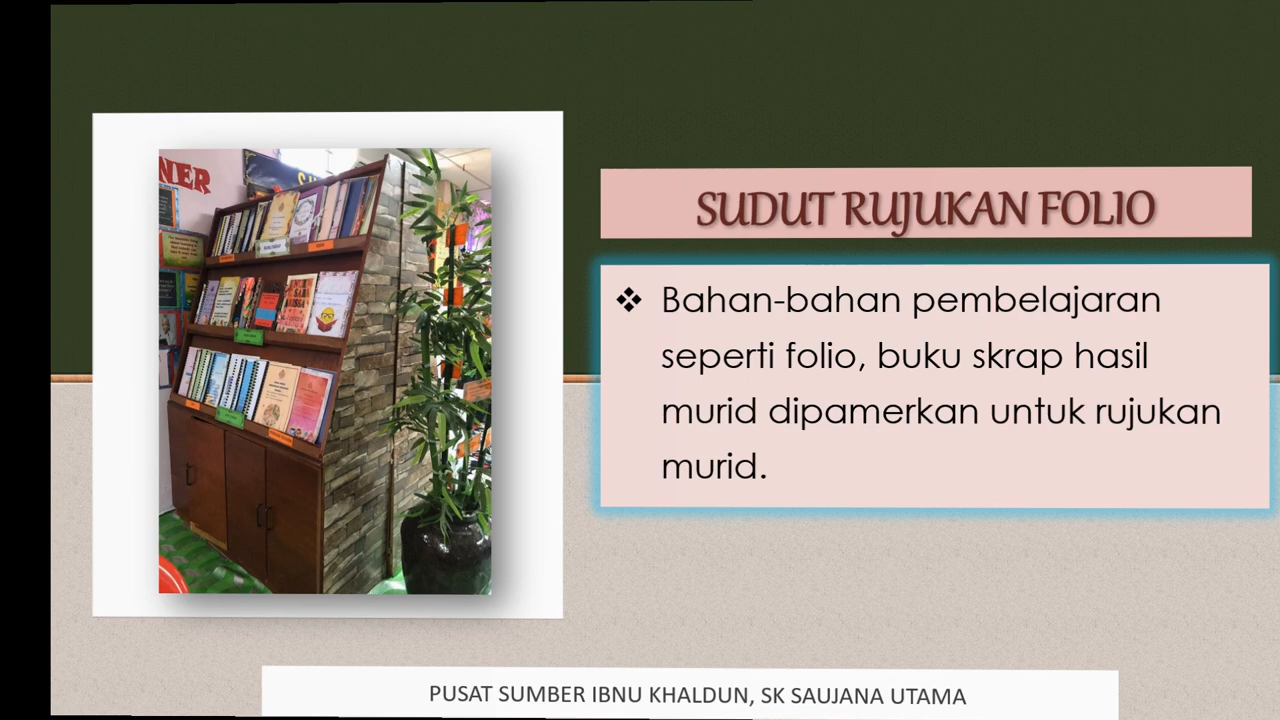 NER
SUDUT RUJUKAN FOLIO
❖ Bahan-bahan pembelajaran
seperti folio, buku skrap hasil
murid dipamerkan untuk rujukan
murid.
PUSAT SUMBER IBNU KHALDUN, SK SAUJANA UTAMA